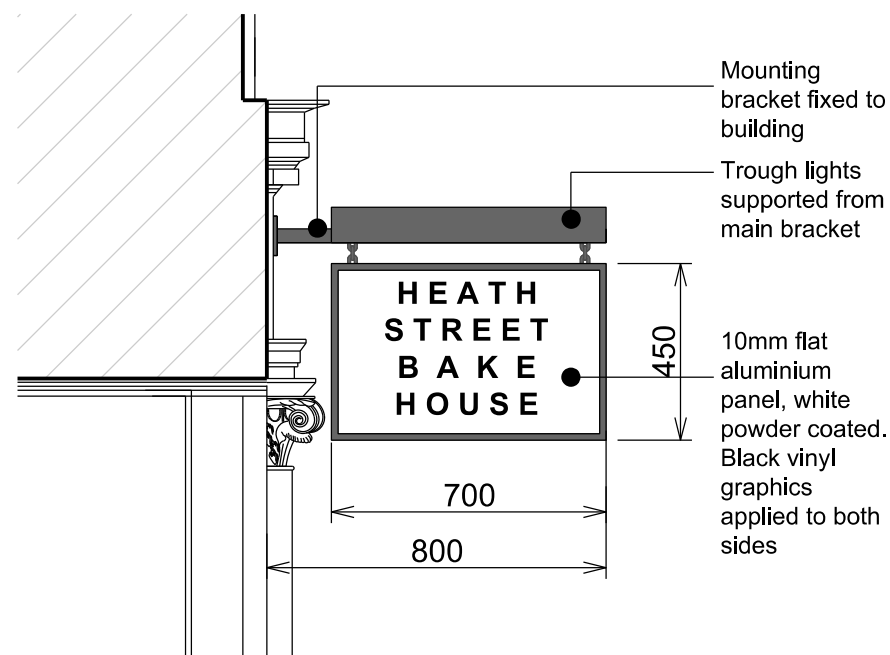 Mounting
bracket fixed to
building
Trough lights
supported from
main bracket
HEATH
STREET
BAKE
HOUSE
450
10mm flat
aluminium
panel, white
powder coated.
Black vinyl
graphics
applied to both
sides
700
800